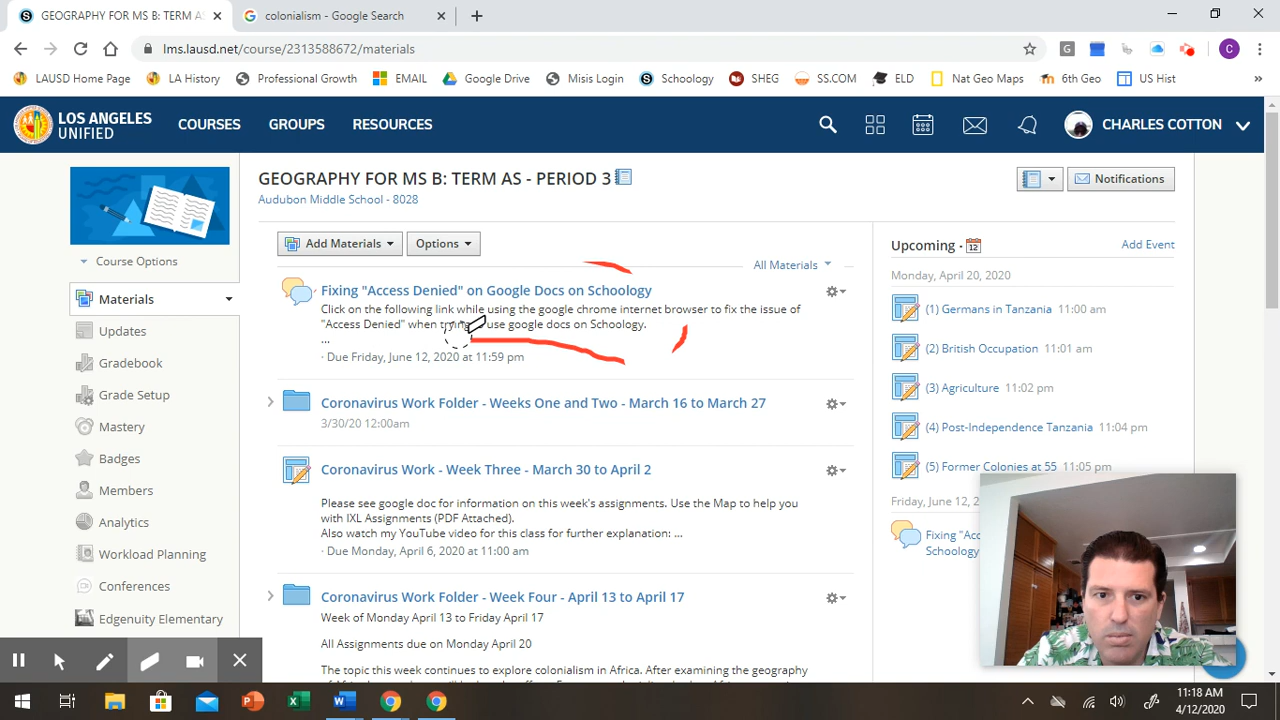 GEOGRAPHY FOR MS B: TERM AS
colonialism - Google Search
lms.lausd.net/course/2313588672/materials
LAUSD Home Page
LA History
Professional Growth
EMAIL
Google Drive
Misis Login
Schoology
SHEG
SS.COM
ELD
Nat Geo Maps
6th Geo
US Hist
LOS ANGELES
UNIFIED
COURSES
GROUPS
RESOURCES
CHARLES COTTON
GEOGRAPHY FOR MS B: TERM AS - PERIOD 3
Audubon Middle School - 8028
Notifications
Course Options
Materials
Updates
Gradebook
Grade Setup
Mastery
Badges
Members
Analytics
Workload Planning
Conferences
Edgenuity Elementary
Add Materials
Options
All Materials
Fixing "Access Denied" on Google Docs on Schoology
Click on the following link while using the google chrome internet browser to fix the issue of
"Access Denied" when trying use google docs on Schoology.
...
· Due Friday, June 12, 2020 at 11:59 pm
Coronavirus Work Folder - Weeks One and Two - March 16 to March 27
3/30/20 12:00am
Coronavirus Work - Week Three - March 30 to April 2
Please see google doc for information on this week's assignments. Use the Map to help you
with IXL Assignments (PDF Attached).
Also watch my YouTube video for this class for further explanation: ...
· Due Monday, April 6, 2020 at 11:00 am
Coronavirus Work Folder - Week Four - April 13 to April 17
Week of Monday April 13 to Friday April 17
All Assignments due on Monday April 20
The topic this week continues to explore colonialism in Africa. After examining the geography
Upcoming ·
12
Add Event
Monday, April 20, 2020
(1) Germans in Tanzania 11:00 am
(2) British Occupation 11:01 am
(3) Agriculture 11:02 pm
(4) Post-Independence Tanzania 11:04 pm
(5) Former Colonies at 55 11:05 pm
Friday, June 12, 2
Fixing "Acc
Schoology
11:18 AM
4/12/2020